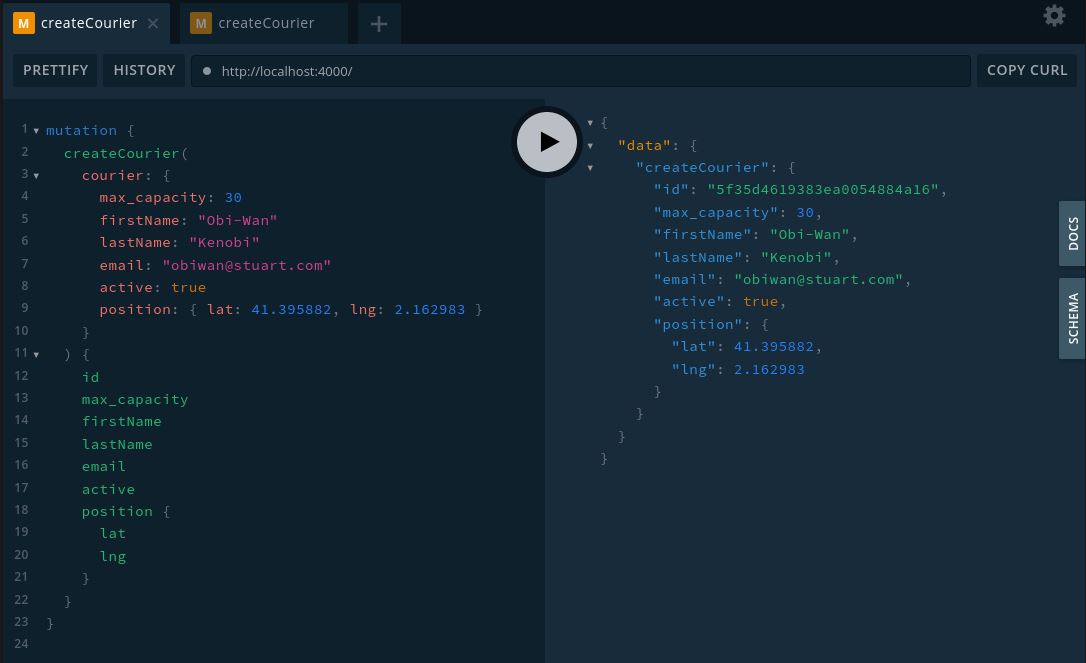 M createCourier × M createCourier +
PRETTIFY HISTORY http://localhost:4000/ COPY CURL
1 mutation {
2 createCourier(
3 courier: {
4 max_capacity: 30
5 firstName: "Obi-Wan"
6 lastName: "Kenobi"
7 email: "obiwan@stuart.com"
8 active: true
9 position: { lat: 41.395882, lng: 2.162983 }
10 }
11 ) {
12 id
13 max_capacity
14 firstName
15 lastName
16 email
17 active
18 position {
19 lat
20 lng
21 }
22 }
23 }
24
{
"data": {
"createCourier": {
"id": "5f35d4619383ea0054884a16",
"max_capacity": 30,
"firstName": "Obi-Wan",
"lastName": "Kenobi",
"email": "obiwan@stuart.com",
"active": true,
"position": {
"lat": 41.395882,
"lng": 2.162983
}
}
}
}
DOCS
SCHEMA